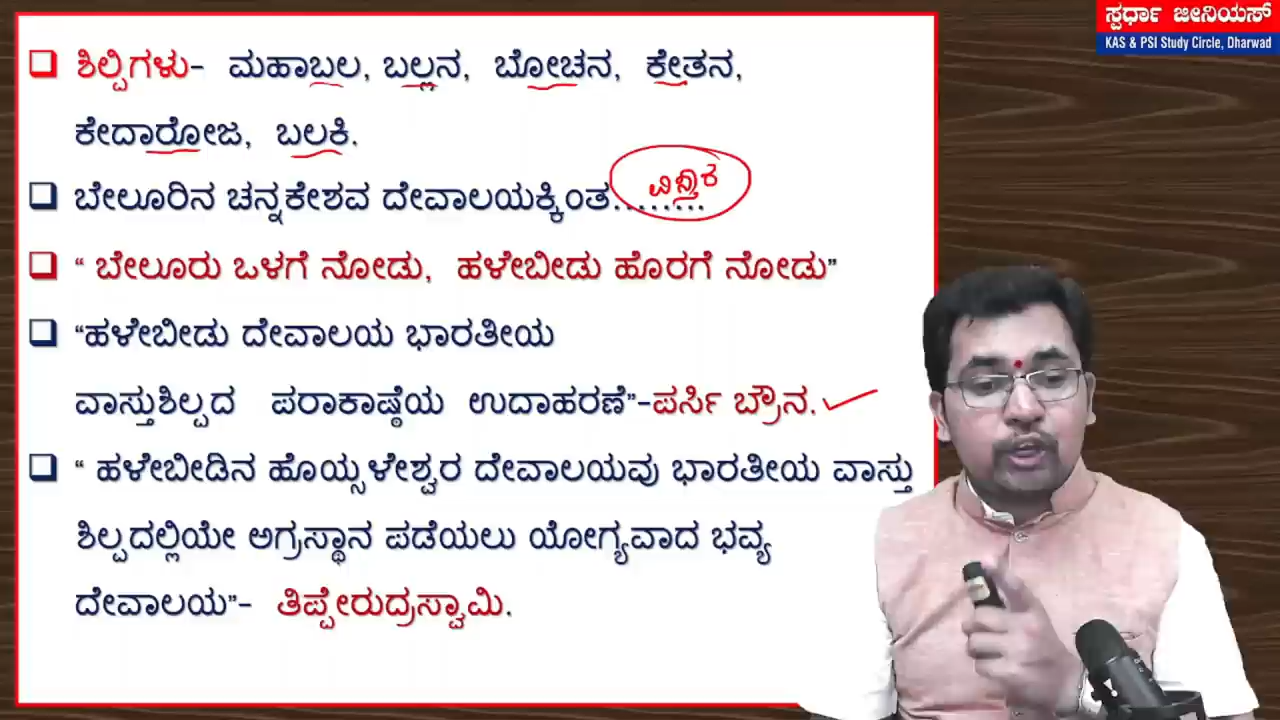 ಸ್ಪರ್ಧಾ ಜೀನಿಯಸ್
KAS & PSI Study Circle, Dharwad
ಶಿಲ್ಪಿಗಳು- ಮಹಾಬಲ, ಬಲ್ಲನ, ಬೋಚನ, ಕೇತನ,
ಕೇದಾರೋಜ, ಬಲಕಿ.
ಬೇಲೂರಿನ ಚನ್ನಕೇಶವ ದೇವಾಲಯಕ್ಕಿಂತ........ ವಿಸ್ತಾರ
“ ಬೇಲೂರು ಒಳಗೆ ನೋಡು, ಹಳೇಬೀಡು ಹೊರಗೆ ನೋಡು”
“ಹಳೇಬೀಡು ದೇವಾಲಯ ಭಾರತೀಯ
ವಾಸ್ತುಶಿಲ್ಪದ ಪರಾಕಾಷ್ಠೆಯ ಉದಾಹರಣೆ”-ಪರ್ಸಿ ಬ್ರೌನ.
“ ಹಳೇಬೀಡಿನ ಹೊಯ್ಸಳೇಶ್ವರ ದೇವಾಲಯವು ಭಾರತೀಯ ವಾಸ್ತು
ಶಿಲ್ಪದಲ್ಲಿಯೇ ಅಗ್ರಸ್ಥಾನ ಪಡೆಯಲು ಯೋಗ್ಯವಾದ ಭವ್ಯ
ದೇವಾಲಯ”- ತಿಪ್ಪೇರುದ್ರಸ್ವಾಮಿ.